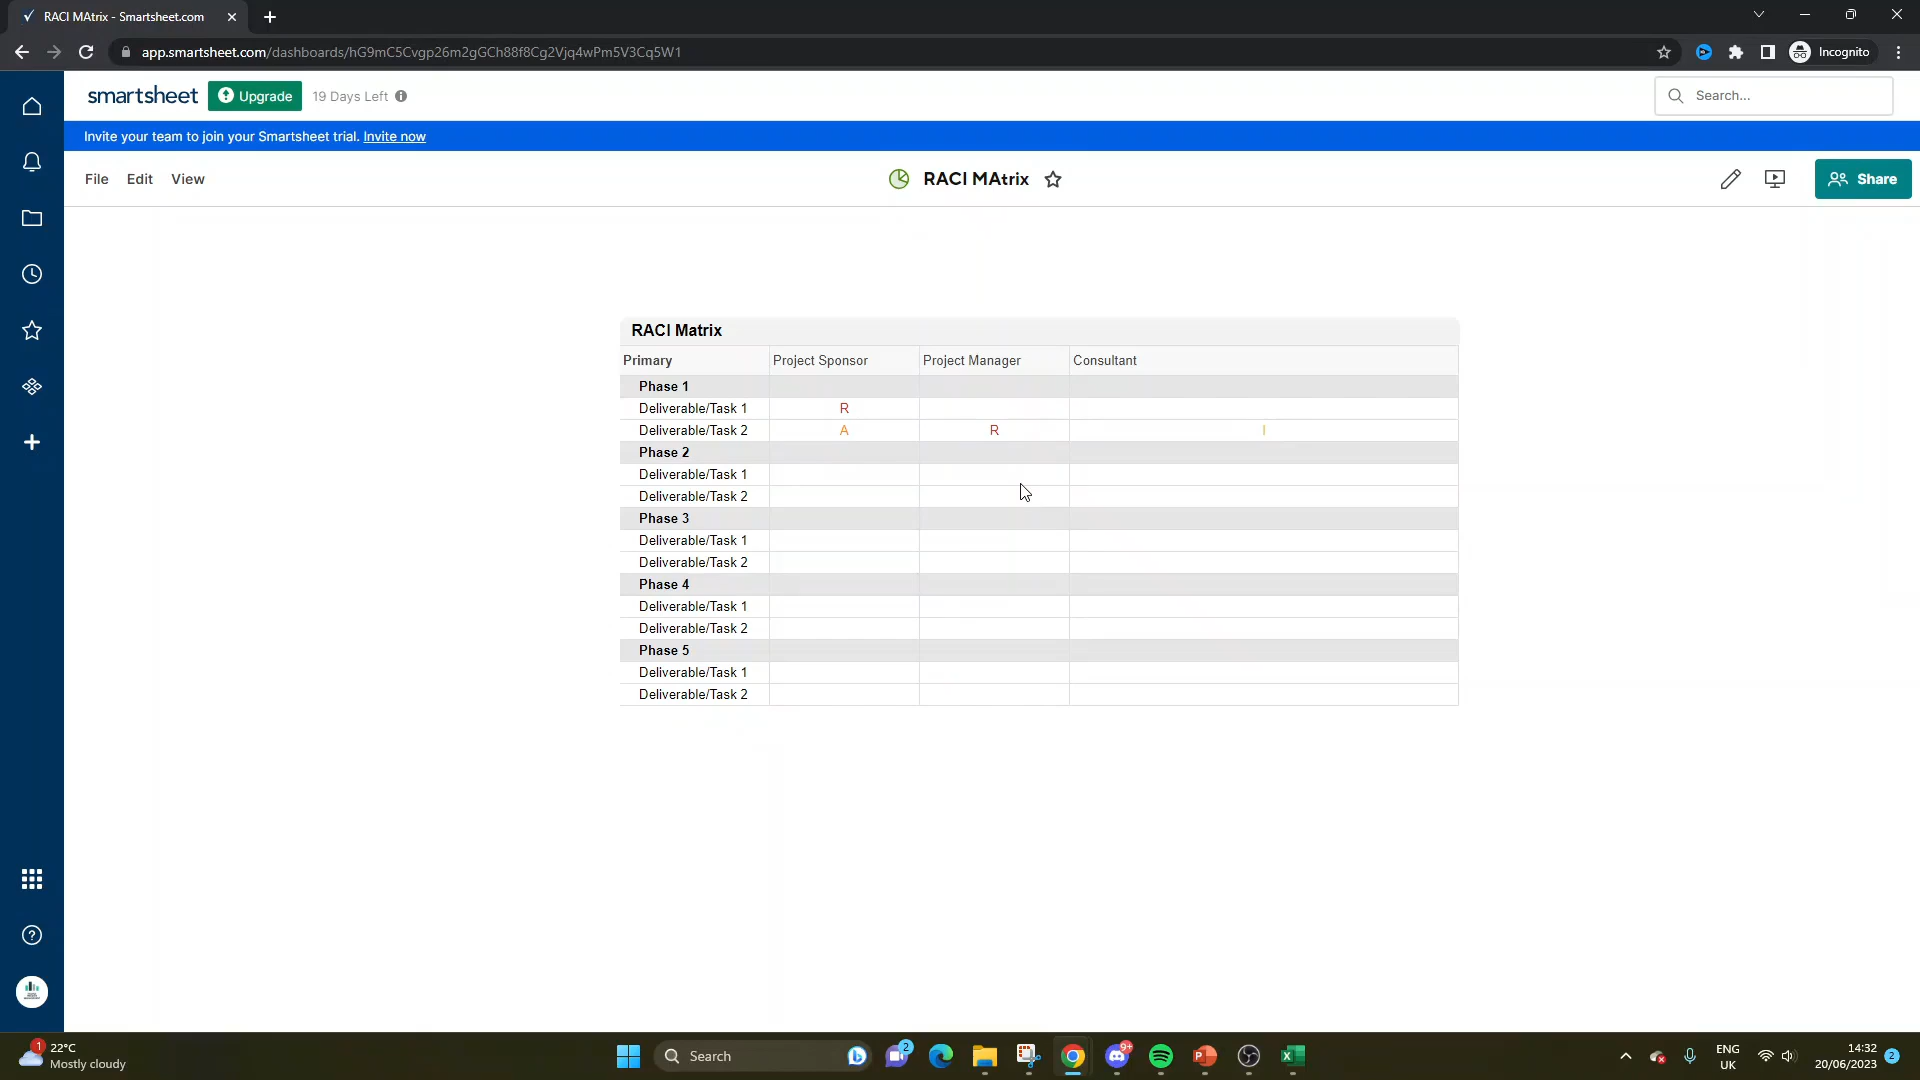 RACI MAtrix - Smartsheet.com
app.smartsheet.com/dashboards/hG9mC5Cvgp26m2gGCh88f8Cg2Vjq4wPm5V3Cq5W1
Incognito
smartsheet
Upgrade
19 Days Left
Search...
Invite your team to join your Smartsheet trial. Invite now
File Edit View
RACI MAtrix
Share
RACI Matrix
Primary Project Sponsor Project Manager Consultant
Phase 1
Deliverable/Task 1 R
Deliverable/Task 2 A R I
Phase 2
Deliverable/Task 1
Deliverable/Task 2
Phase 3
Deliverable/Task 1
Deliverable/Task 2
Phase 4
Deliverable/Task 1
Deliverable/Task 2
Phase 5
Deliverable/Task 1
Deliverable/Task 2
1
22°C
Mostly cloudy
Search
2
9+
ENG
UK
14:32
20/06/2023
2